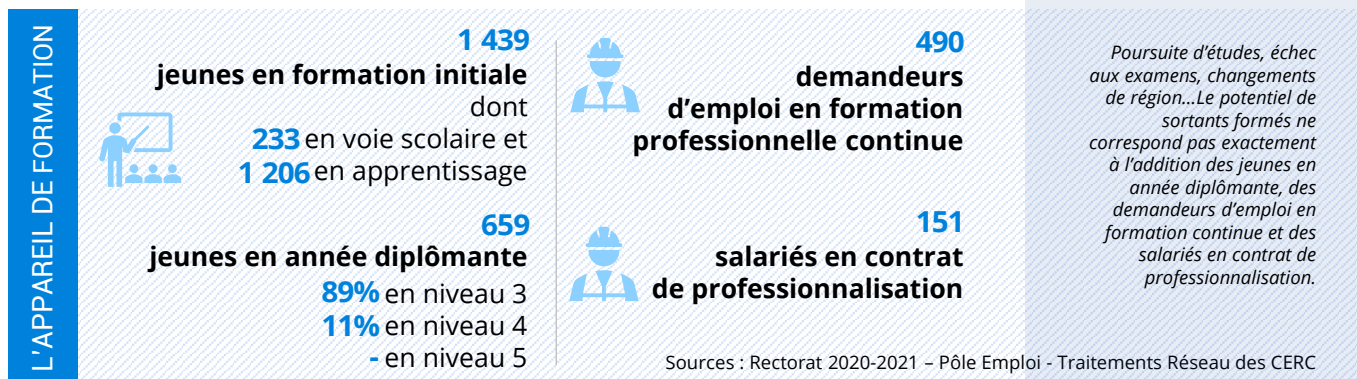 L'APPAREIL DE FORMATION
1 439
jeunes en formation initiale
dont
233 en voie scolaire et
1 206 en apprentissage
659
jeunes en année diplômante
89% en niveau 3
11% en niveau 4
- en niveau 5
490
demandeurs
d’emploi en formation
professionnelle continue
151
salariés en contrat
de professionnalisation
Poursuite d’études, échec
aux examens, changements
de région...Le potentiel de
sortants formés ne
correspond pas exactement
à l’addition des jeunes en
année diplômante, des
demandeurs d’emploi en
formation continue et des
salariés en contrat de
professionnalisation.
Sources : Rectorat 2020-2021 – Pôle Emploi - Traitements Réseau des CERC